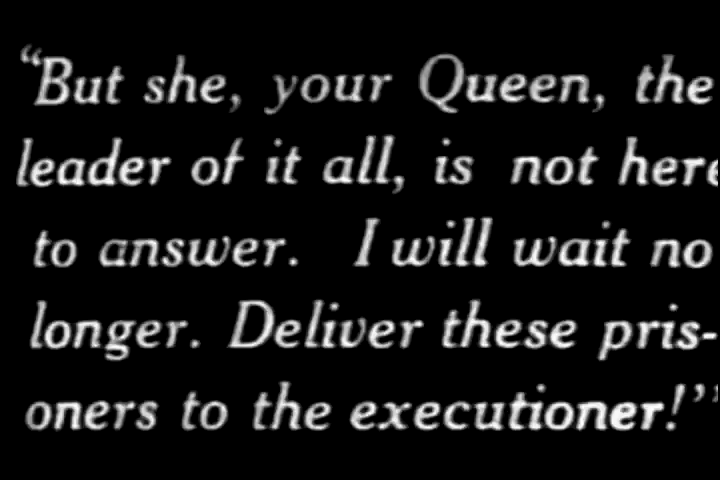 “But she, your Queen, the
leader of it all, is not here
to answer. I will wait no
longer. Deliver these pris-
oners to the executioner!”